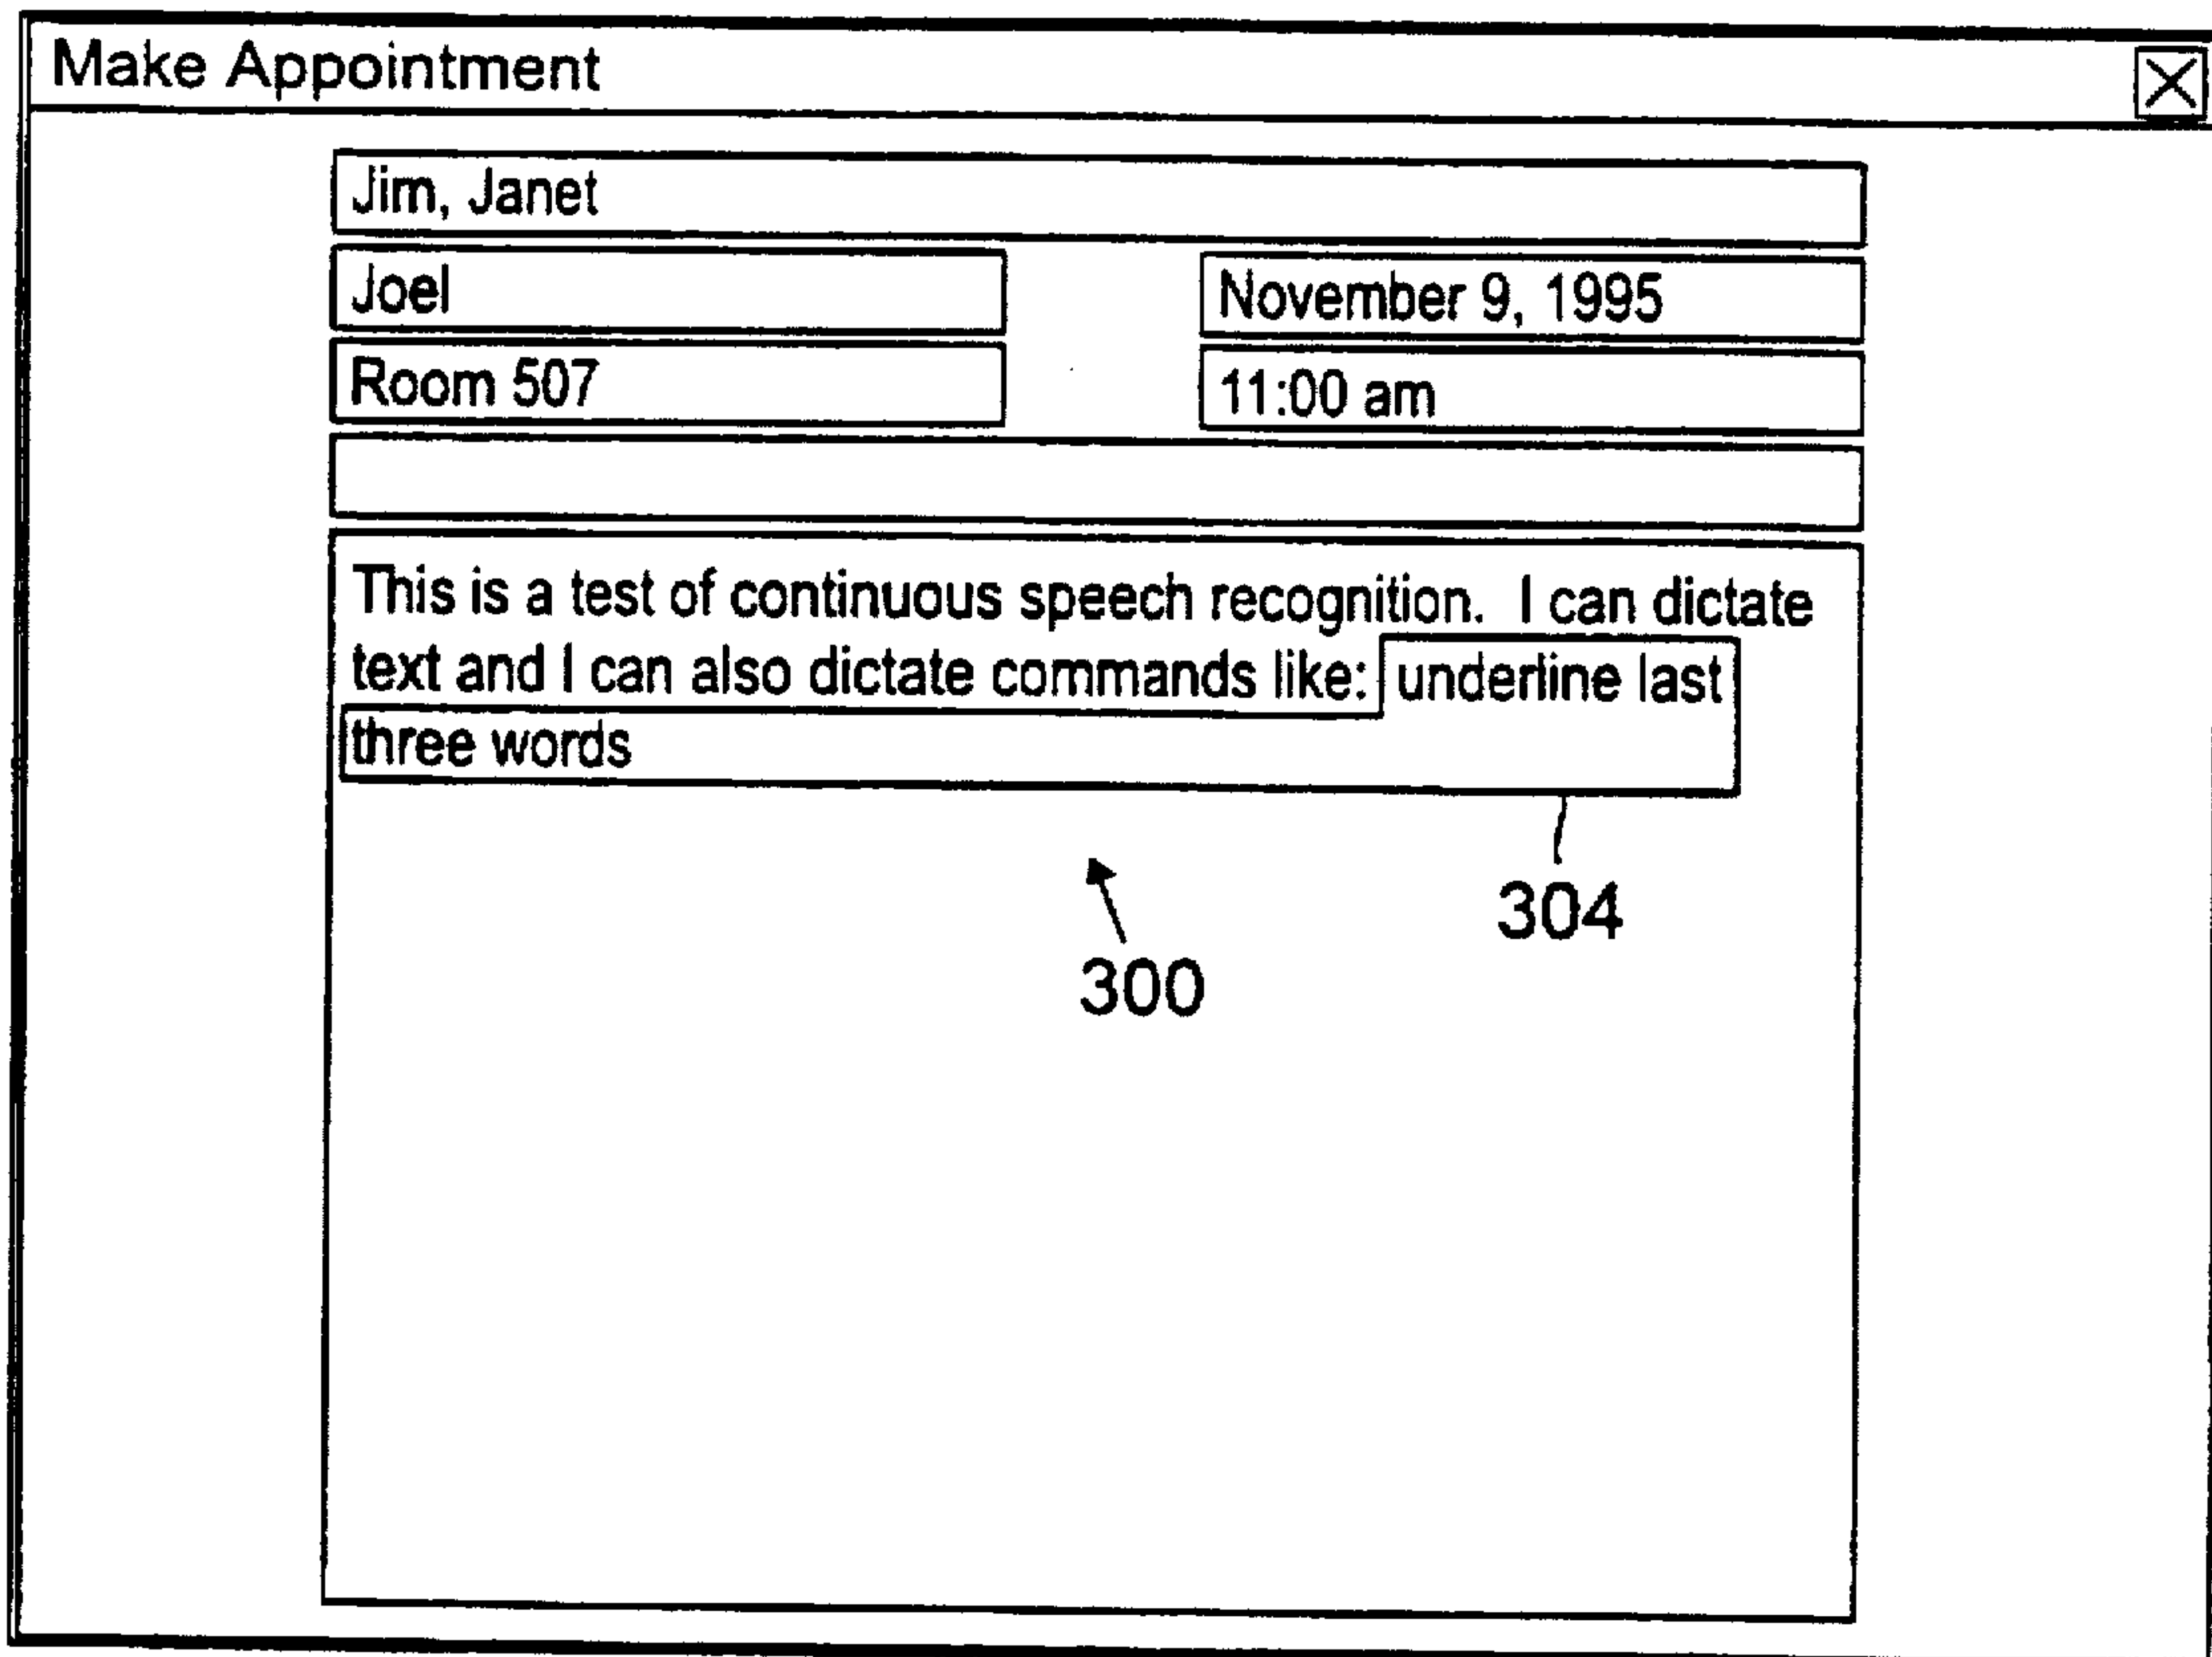 Make Appointment
Jim, Janet
Joel
November 9, 1995
Room 507
11:00 am
This is a test of continuous speech recognition.  I can dictate
text and I can also dictate commands like: underline last
three words
304
300